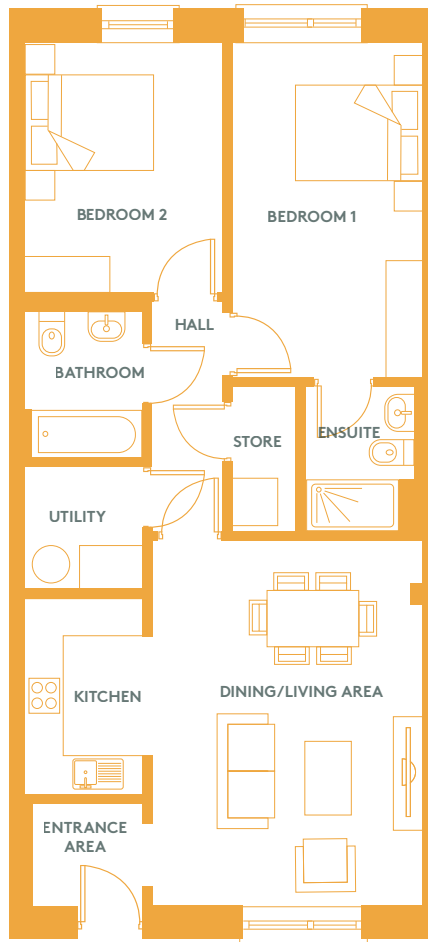 BEDROOM 2
BEDROOM 1
HALL
BATHROOM
STORE
ENSUITE
UTILITY
KITCHEN
DINING/LIVING AREA
ENTRANCE
AREA